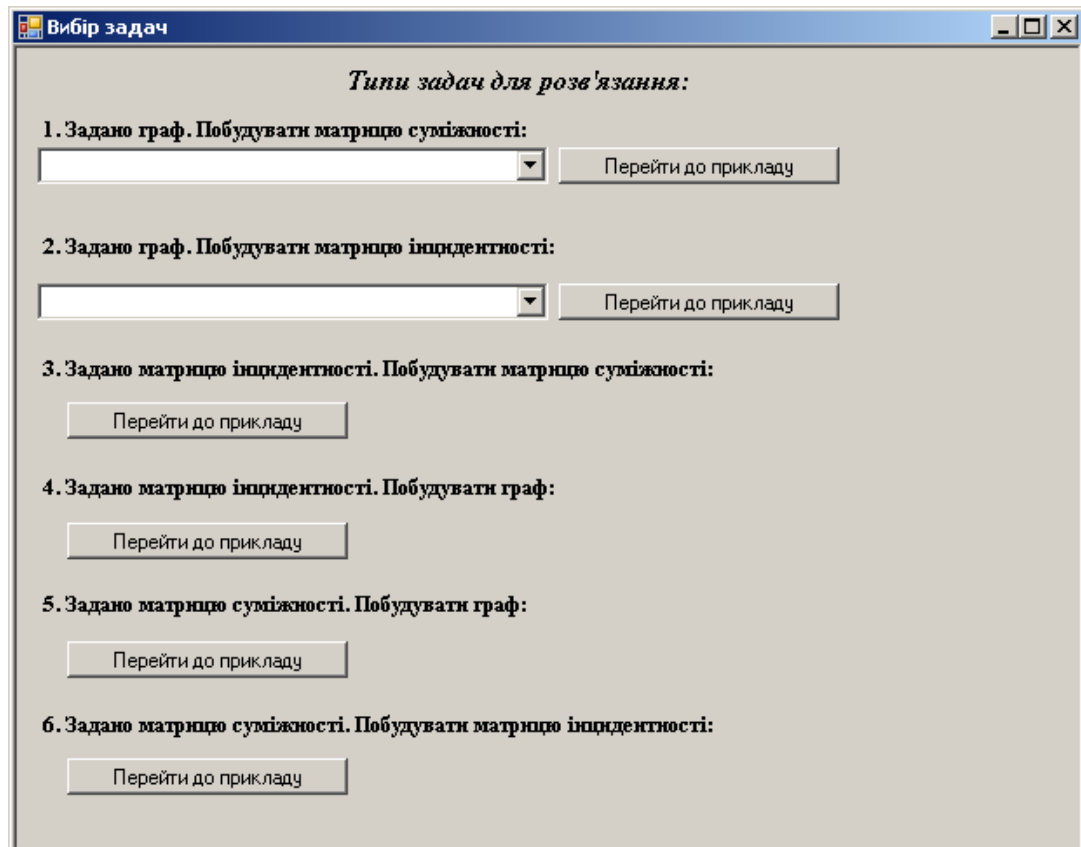 Вибір задач
Типи задач для розв'язання:
1. Задано граф. Побудувати матрицю суміжності:
Перейти до прикладу
2. Задано граф. Побудувати матрицю інцидентності:
Перейти до прикладу
3. Задано матрицю інцидентності. Побудувати матрицю суміжності:
Перейти до прикладу
4. Задано матрицю інцидентності. Побудувати граф:
Перейти до прикладу
5. Задано матрицю суміжності. Побудувати граф:
Перейти до прикладу
6. Задано матрицю суміжності. Побудувати матрицю інцидентності:
Перейти до прикладу